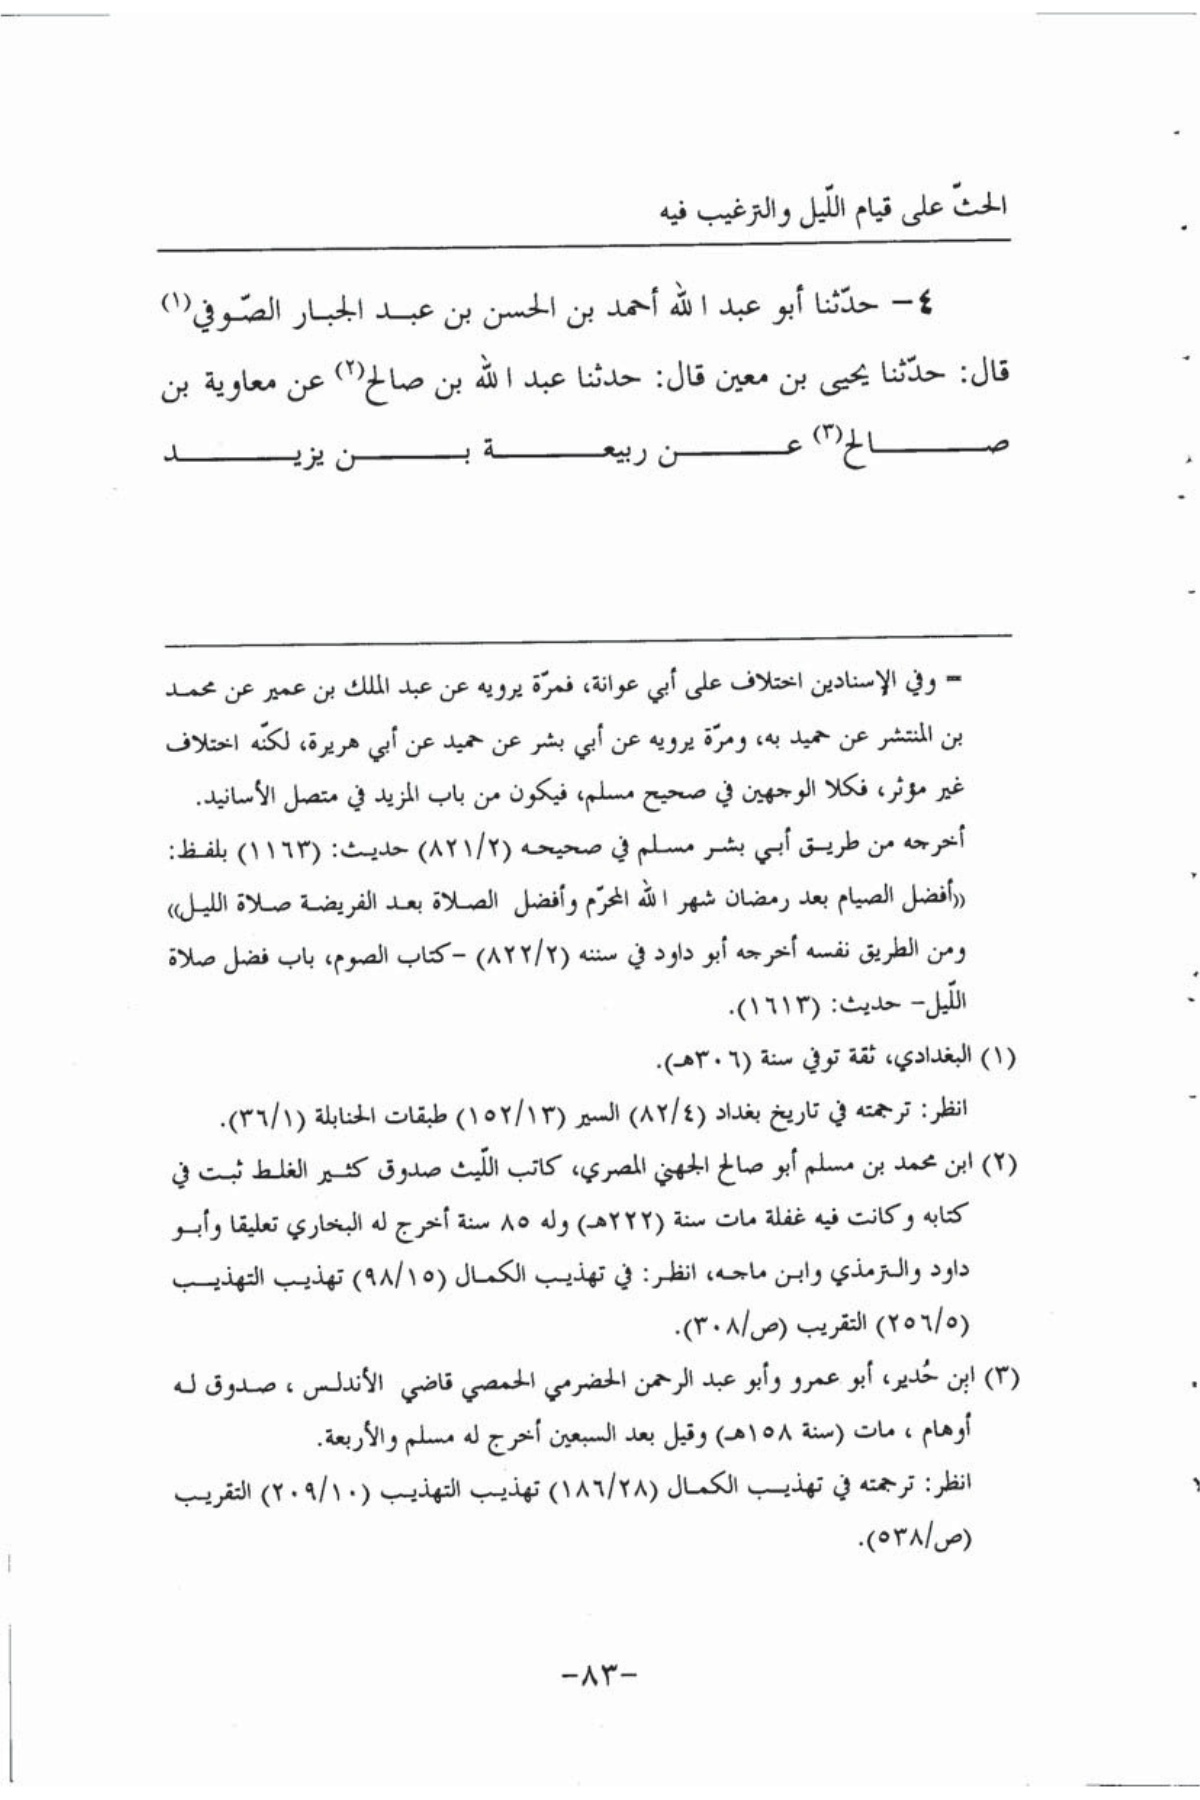 الحثّ على قيام اللّيل والترغيب فيه
٤- حدّثنا أبو عبد الله أحمد بن الحسن بن عبد الجبار الصّوفي(١)
قال: حدّثنا يحيى بن معين قال: حدثنا عبد الله بن صالح(٢) عن معاوية بن
صالح(٣) عن ربيعة بن يزيد
= وفي الإسنادين اختلاف على أبي عوانة، فمرّة يرويه عن عبد الملك بن عمير عن محمد
بن المنتشر عن حميد به، ومرّة يرويه عن أبي بشر عن حميد عن أبي هريرة، لكنّه اختلاف
غير مؤثر، فكلا الوجهين في صحيح مسلم، فيكون من باب المزيد في متصل الأسانيد.
أخرجه من طريق أبي بشر مسلم في صحيحه (٨٢١/٢) حديث: (١١٦٣) بلفظ:
((أفضل الصيام بعد رمضان شهر الله المحرّم وأفضل الصلاة بعد الفريضة صلاة الليل))
ومن الطريق نفسه أخرجه أبو داود في سننه (٨٢٢/٢) -كتاب الصوم، باب فضل صلاة
اللّيل- حديث: (١٦١٣).
(١) البغدادي، ثقة توفي سنة (٣٠٦هـ).
انظر: ترجمته في تاريخ بغداد (٨٢/٤) السير (١٥٢/١٣) طبقات الحنابلة (٣٦/١).
(٢) ابن محمد بن مسلم أبو صالح الجهني المصري، كاتب اللّيث صدوق كثير الغلط ثبت في
كتابه وكانت فيه غفلة مات سنة (٢٢٢هـ) وله ٨٥ سنة أخرج له البخاري تعليقا وأبو
داود والترمذي وابن ماجه، انظر: في تهذيب الكمال (٩٨/١٥) تهذيب التهذيب
(٢٥٦/٥) التقريب (ص/٣٠٨).
(٣) ابن حُدير، أبو عمرو وأبو عبد الرحمن الحضرمي الحمصي قاضي الأندلس ، صدوق له
أوهام ، مات (سنة ١٥٨هـ) وقيل بعد السبعين أخرج له مسلم والأربعة.
انظر: ترجمته في تهذيب الكمال (١٨٦/٢٨) تهذيب التهذيب (٢٠٩/١٠) التقريب
(ص/٥٣٨).
-٨٣-